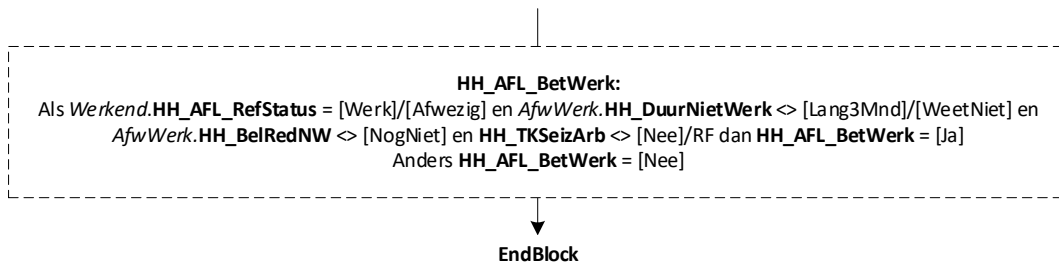 HH_AFL_BetWerk:
Als Werkend.HH_AFL_RefStatus = [Werk]/[Afwezig] en AfwWerk.HH_DuurNietWerk <> [Lang3Mnd]/[WeetNiet] en
AfwWerk.HH_BelRedNW <> [NogNiet] en HH_TKSeizArb <> [Nee]/RF dan HH_AFL_BetWerk = [Ja]
Anders HH_AFL_BetWerk = [Nee]
EndBlock